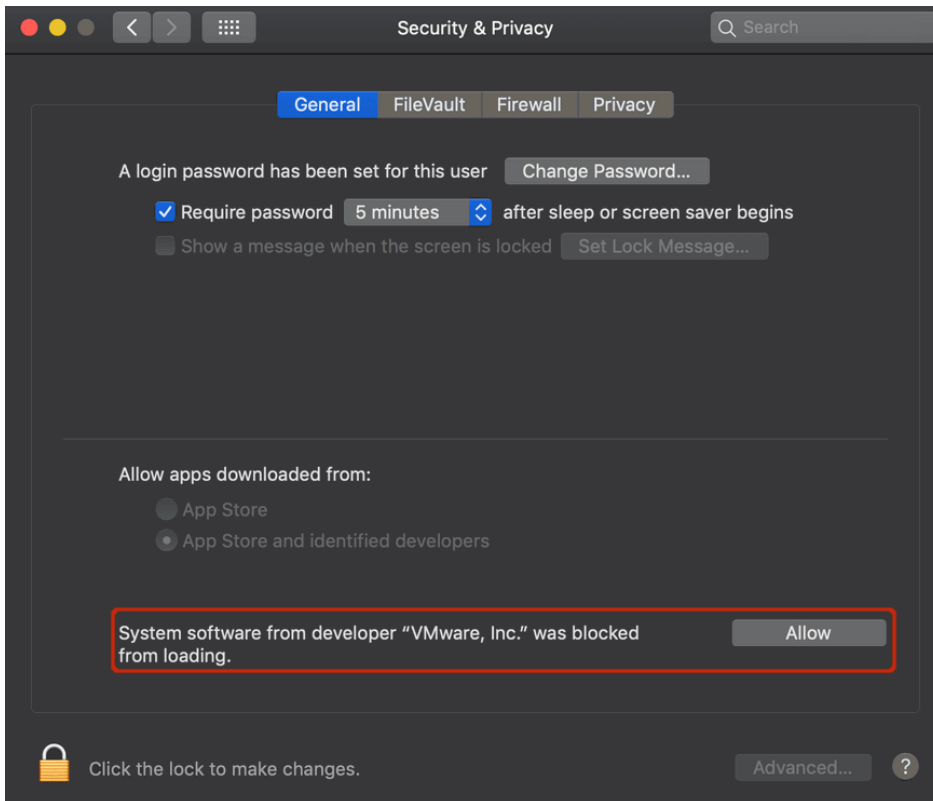 Security & Privacy
Search
General FileVault Firewall Privacy
A login password has been set for this user Change Password...
Require password 5 minutes after sleep or screen saver begins
Show a message when the screen is locked Set Lock Message...
Allow apps downloaded from:
App Store
App Store and identified developers
System software from developer “VMware, Inc.” was blocked Allow
from loading.
Click the lock to make changes. Advanced... ?